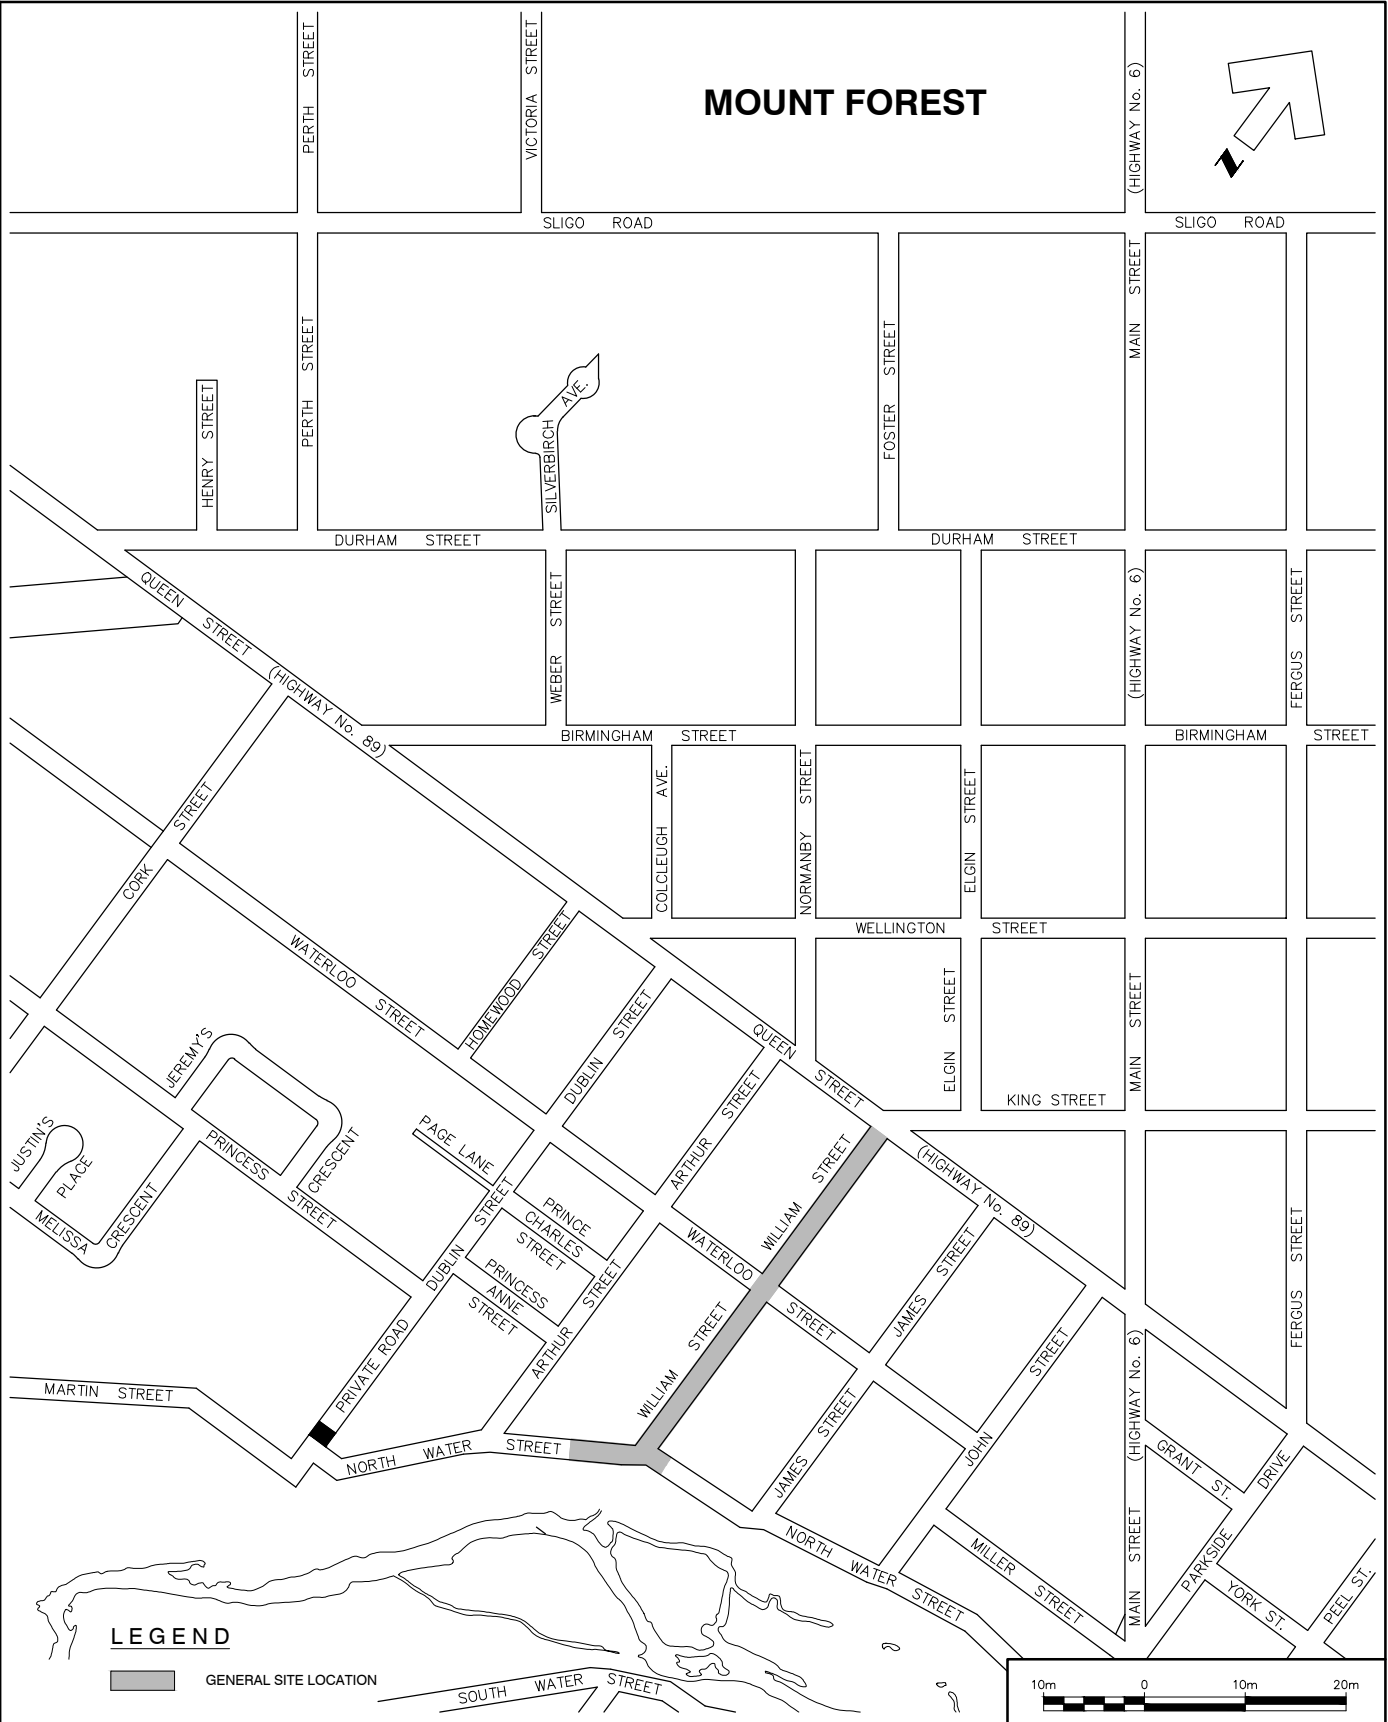 PERTH STREET
VICTORIA STREET
MOUNT FOREST
(HIGHWAY No. 6)
N
SLIGO ROAD
SLIGO ROAD
MAIN STREET
PERTH STREET
FOSTER STREET
HENRY STREET
SILVERBIRCH AVE.
DURHAM STREET
DURHAM STREET
QUEEN STREET (HIGHWAY No. 89)
WEBER STREET
(HIGHWAY No. 6)
FERGUS STREET
BIRMINGHAM STREET
BIRMINGHAM STREET
CORK STREET
COLCLEUGH AVE.
NORMANBY STREET
ELGIN STREET
WELLINGTON STREET
WATERLOO STREET
HOMEWOOD STREET
DUBLIN STREET
QUEEN STREET (HIGHWAY No. 89)
ELGIN STREET
MAIN STREET
KING STREET
JEREMY'S CRESCENT
JUSTIN'S PLACE
MELISSA CRESCENT
PRINCESS STREET
PAGE LANE
ARTHUR STREET
WILLIAM STREET
DUBLIN STREET
PRINCE
CHARLES
STREET
PRINCESS
ANNE
STREET
WATERLOO STREET
ARTHUR STREET
WILLIAM STREET
JAMES STREET
FERGUS STREET
PRIVATE ROAD
MARTIN STREET
NORTH WATER STREET
JAMES STREET
JOHN STREET
(HIGHWAY No. 6)
MAIN STREET
GRANT ST.
PARKSIDE DRIVE
NORTH WATER STREET
MILLER STREET
YORK ST.
PEEL ST.
LEGEND
GENERAL SITE LOCATION
SOUTH WATER STREET
10m 0 10m 20m